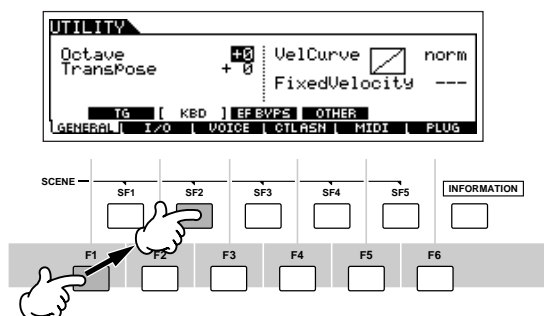 UTILITY
Octave +0 VelCurve norm
Transpose + 0
FixedVelocity ---
TG [ KBD ] EF BYPS OTHER
GENERAL I/O VOICE CTLASN MIDI PLUG
SCENE
SF1 SF2 SF3 SF4 SF5 INFORMATION
F1 F2 F3 F4 F5 F6